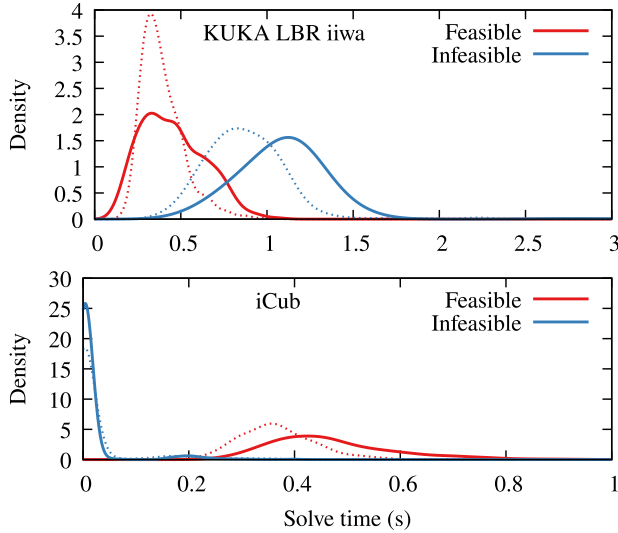 KUKA LBR iiwa
Feasible
Infeasible
Density
4
3.5
3
2.5
2
1.5
1
0.5
0
0 0.5 1 1.5 2 2.5 3
iCub
Feasible
Infeasible
Density
30
25
20
15
10
5
0
0 0.2 0.4 0.6 0.8 1
Solve time (s)